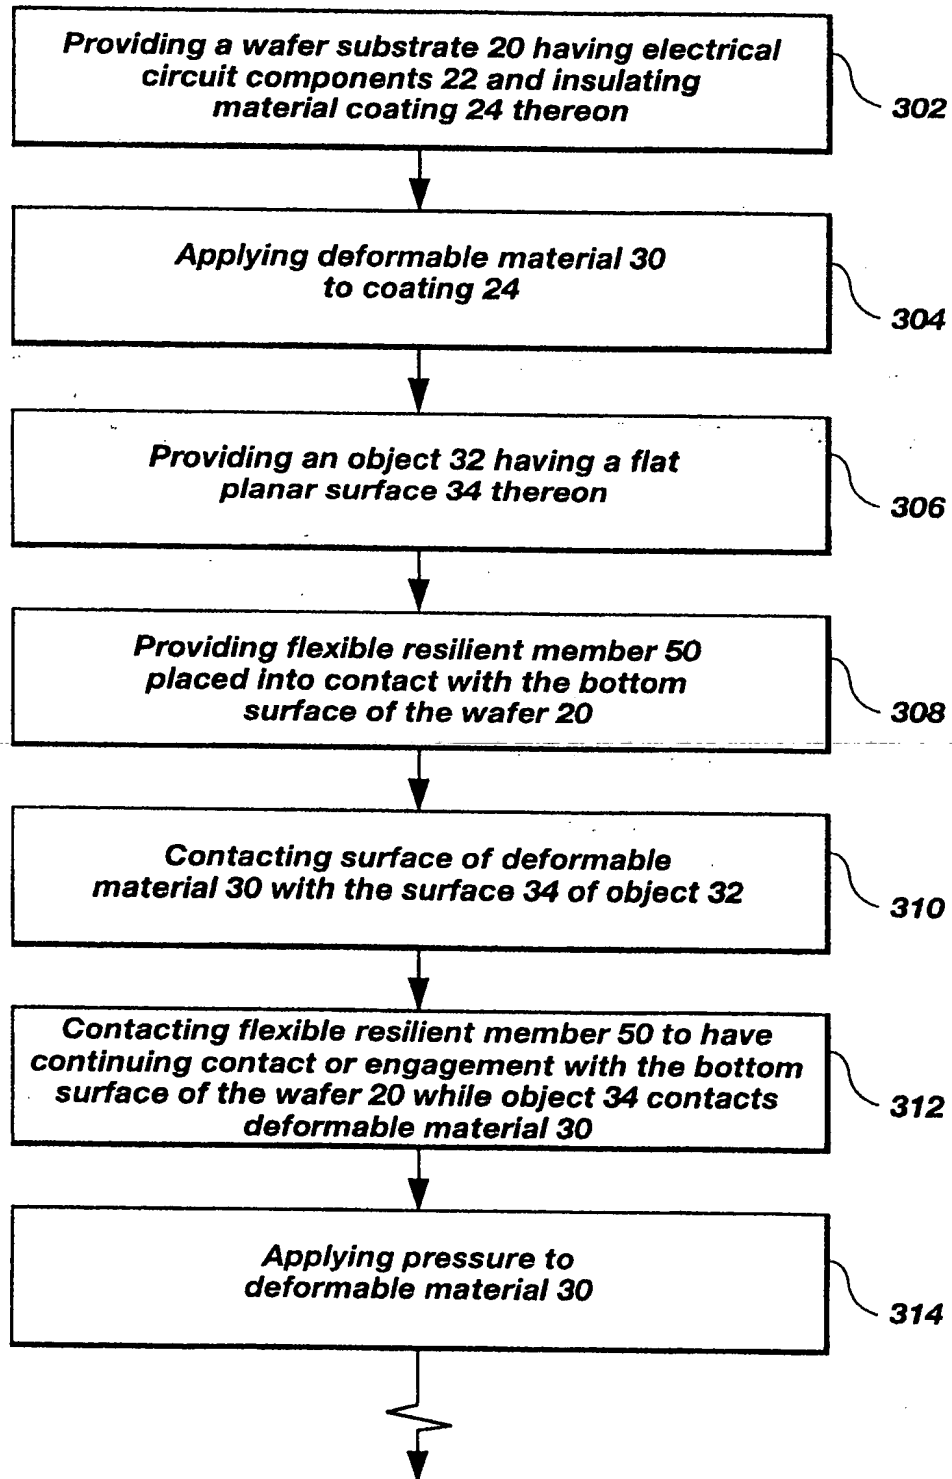 Providing a wafer substrate 20 having electrical
circuit components 22 and insulating
material coating 24 thereon
302
Applying deformable material 30
to coating 24
304
Providing an object 32 having a flat
planar surface 34 thereon
306
Providing flexible resilient member 50
placed into contact with the bottom
surface of the wafer 20
308
Contacting surface of deformable
material 30 with the surface 34 of object 32
310
Contacting flexible resilient member 50 to have
continuing contact or engagement with the bottom
surface of the wafer 20 while object 34 contacts
deformable material 30
312
Applying pressure to
deformable material 30
314